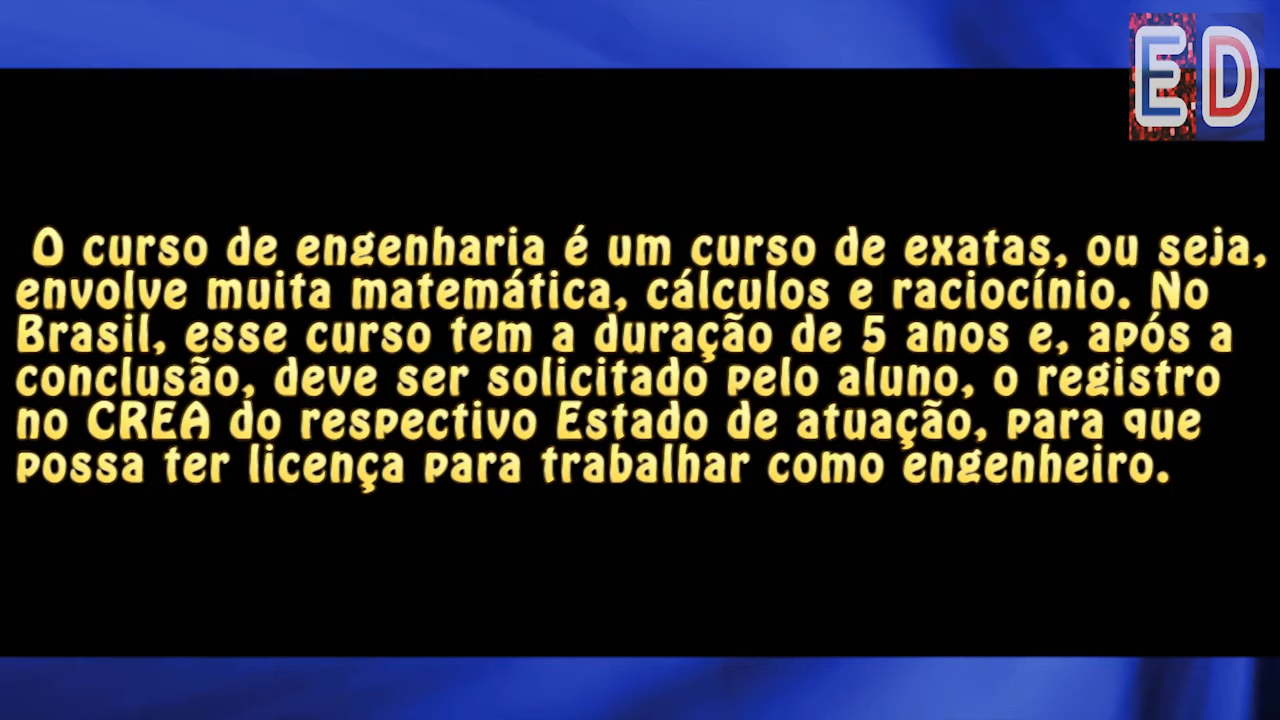 ED
O curso de engenharia é um curso de exatas, ou seja,
envolve muita matemática, cálculos e raciocínio. No
Brasil, esse curso tem a duração de 5 anos e, após a
conclusão, deve ser solicitado pelo aluno, o registro
no CREA do respectivo Estado de atuação, para que
possa ter licença para trabalhar como engenheiro.